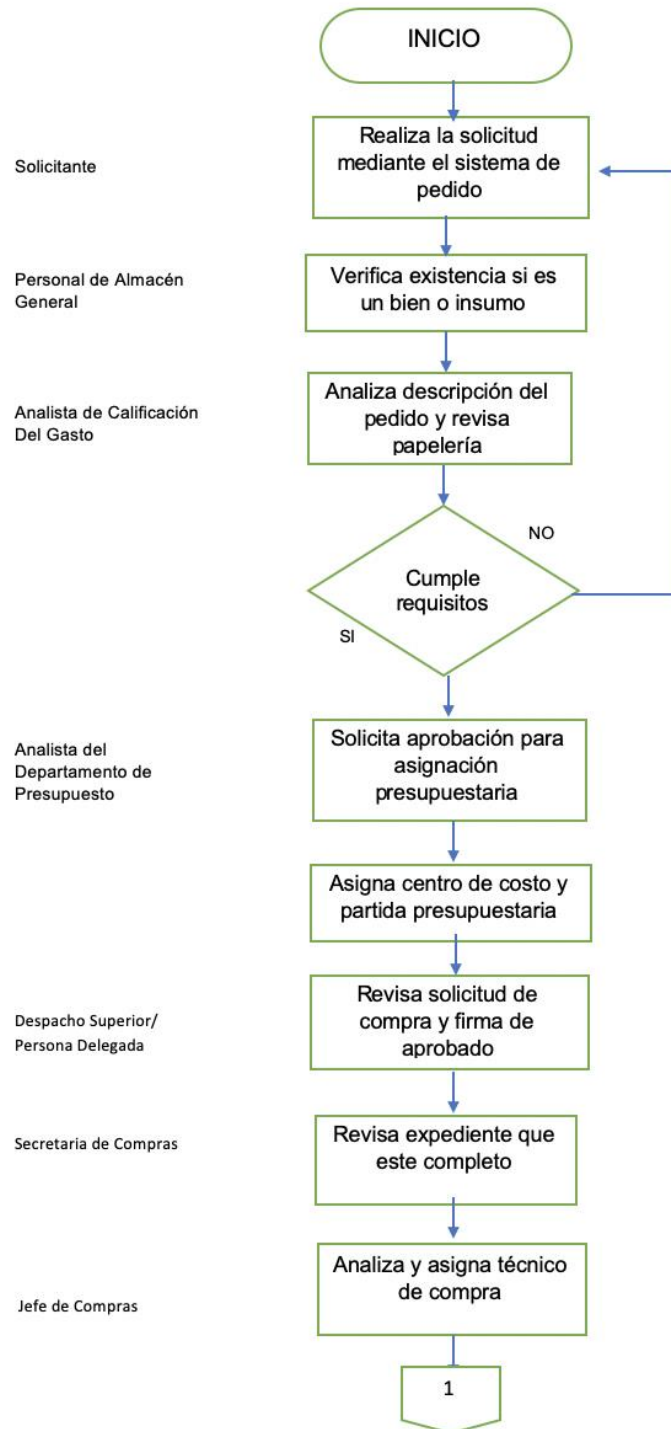 INICIO
Solicitante
Realiza la solicitud
mediante el sistema de
pedido
Personal de Almacén
General
Verifica existencia si es
un bien o insumo
Analista de Calificación
Del Gasto
Analiza descripción del
pedido y revisa
papelería
NO
Cumple
requisitos
SI
Analista del
Departamento de
Presupuesto
Solicita aprobación para
asignación
presupuestaria
Asigna centro de costo y
partida presupuestaria
Despacho Superior/
Persona Delegada
Revisa solicitud de
compra y firma de
aprobado
Secretaria de Compras
Revisa expediente que
este completo
Jefe de Compras
Analiza y asigna técnico
de compra
1